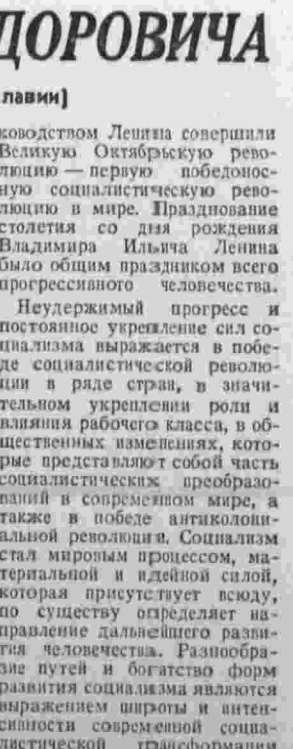 ДОРОВИЧА
лавии)
ководством Ленина совершили
Великую Октябрьскую рево-
люцию — первую победонос-
ную социалистическую рево-
люцию в мире. Празднование
столетия со дня рождения
Владимира Ильича Ленина
было общим праздником всего
прогрессивного человечества.
Неудержимый прогресс и
постоянное укрепление сил со-
циализма выражается в побе-
де социалистической револю-
ции в ряде стран, в значи-
тельном укреплении роли и
влияния рабочего класса, в об-
щественных изменениях, кото-
рые представляют собой часть
социалистических преобразо-
ваний в современном мире, а
также в победе антиколони-
альной революции. Социализм
стал мировым процессом, ма-
териальной и идейной силой,
которая присутствует всюду,
по существу определяет на-
правление дальнейшего разви-
тия человечества. Разнообра-
зие путей и богатство форм
развития социализма являются
выражением широты и интен-
сивности современной социа-
листической трансформации